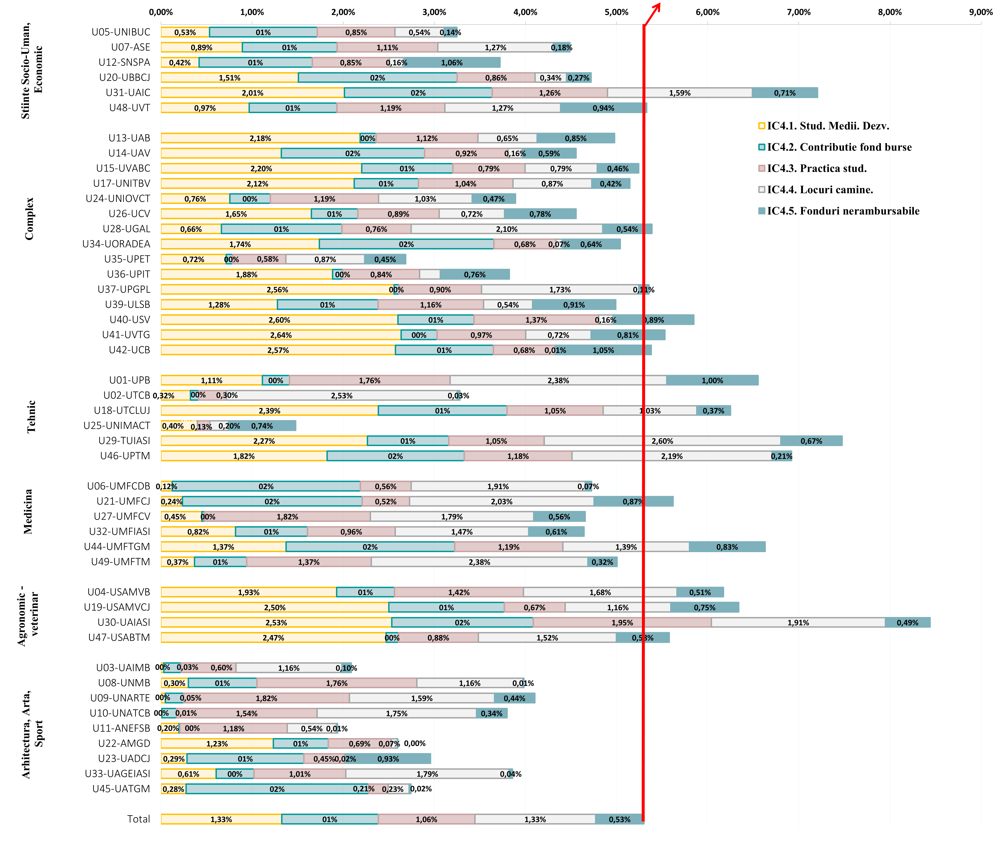 0,00% 1,00% 2,00% 3,00% 4,00% 5,00% 6,00% 7,00% 8,00% 9,00%
Stiinte Socio-Uman,
Economic
U05-UNIBUC 0,53% 01% 0,85% 0,54% 0,14%
U07-ASE 0,89% 01% 1,11% 1,27% 0,18%
U12-SNSPA 0,42% 01% 0,85% 0,16% 1,06%
U20-UBBCJ 1,51% 02% 0,86% 0,34% 0,27%
U31-UAIC 2,01% 02% 1,26% 1,59% 0,71%
U48-UVT 0,97% 01% 1,19% 1,27% 0,94%
IC4.1. Stud. Medii. Dezv.
IC4.2. Contributie fond burse
IC4.3. Practica stud.
IC4.4. Locuri camine.
IC4.5. Fonduri nerambursabile
Complex
U13-UAB 2,18% 00% 1,12% 0,65% 0,85%
U14-UAV 02% 0,92% 0,16% 0,59%
U15-UVABC 2,20% 01% 0,79% 0,79% 0,46%
U17-UNITBV 2,12% 01% 1,04% 0,87% 0,42%
U24-UNIOVCT 0,76% 00% 1,19% 1,03% 0,47%
U26-UCV 1,65% 01% 0,89% 0,72% 0,78%
U28-UGAL 0,66% 01% 0,76% 2,10% 0,54%
U34-UORADEA 1,74% 02% 0,68% 0,07% 0,64%
U35-UPET 0,72% 00% 0,58% 0,87% 0,45%
U36-UPIT 1,88% 00% 0,84% 0,76%
U37-UPGPL 2,56% 00% 0,90% 1,73% 0,11%
U39-ULSB 1,28% 01% 1,16% 0,54% 0,91%
U40-USV 2,60% 01% 1,37% 0,16% 0,89%
U41-UVTG 2,64% 00% 0,97% 0,72% 0,81%
U42-UCB 2,57% 01% 0,68% 0,01% 1,05%
Tehnic
U01-UPB 1,11% 00% 1,76% 2,38% 1,00%
U02-UTCB 0,32% 00% 0,30% 2,53% 0,03%
U18-UTCLUJ 2,39% 01% 1,05% 1,03% 0,37%
U25-UNIMACT 0,40% 0,13% 0,20% 0,74%
U29-TUIASI 2,27% 01% 1,05% 2,60% 0,67%
U46-UPTM 1,82% 02% 1,18% 2,19% 0,21%
Medicina
U06-UMFCDB 0,12% 02% 0,56% 1,91% 0,07%
U21-UMFCJ 0,24% 02% 0,52% 2,03% 0,87%
U27-UMFCV 0,45% 00% 1,82% 1,79% 0,56%
U32-UMFIASI 0,82% 01% 0,96% 1,47% 0,61%
U44-UMFTGM 1,37% 02% 1,19% 1,39% 0,83%
U49-UMFTM 0,37% 01% 1,37% 2,38% 0,32%
Agronomic -
veterinar
U04-USAMVB 1,93% 01% 1,42% 1,68% 0,51%
U19-USAMVCJ 2,50% 01% 0,67% 1,16% 0,75%
U30-UAIASI 2,53% 02% 1,95% 1,91% 0,49%
U47-USABTM 2,47% 00% 0,88% 1,52%
Arhitectura, Arta,
Sport
U03-UAIMB 00% 0,03% 0,60% 1,16% 0,10%
U08-UNMB 0,30% 01% 1,76% 1,16% 0,01%
U09-UNARTE 00% 0,05% 1,82% 1,59% 0,44%
U10-UNATCB 00% 0,01% 1,54% 1,75% 0,34%
U11-ANEFSB 0,20% 00% 1,18% 0,54% 0,01%
U22-AMGD 1,23% 01% 0,69% 0,07% 0,00%
U23-UADCJ 0,29% 01% 0,45% 0,02% 0,93%
U33-UAGEIASI 0,61% 00% 1,01% 1,79% 0,04%
U45-UATGM 0,28% 02% 0,21% 0,23% 0,02%
Total 1,33% 01% 1,06% 1,33% 0,53%